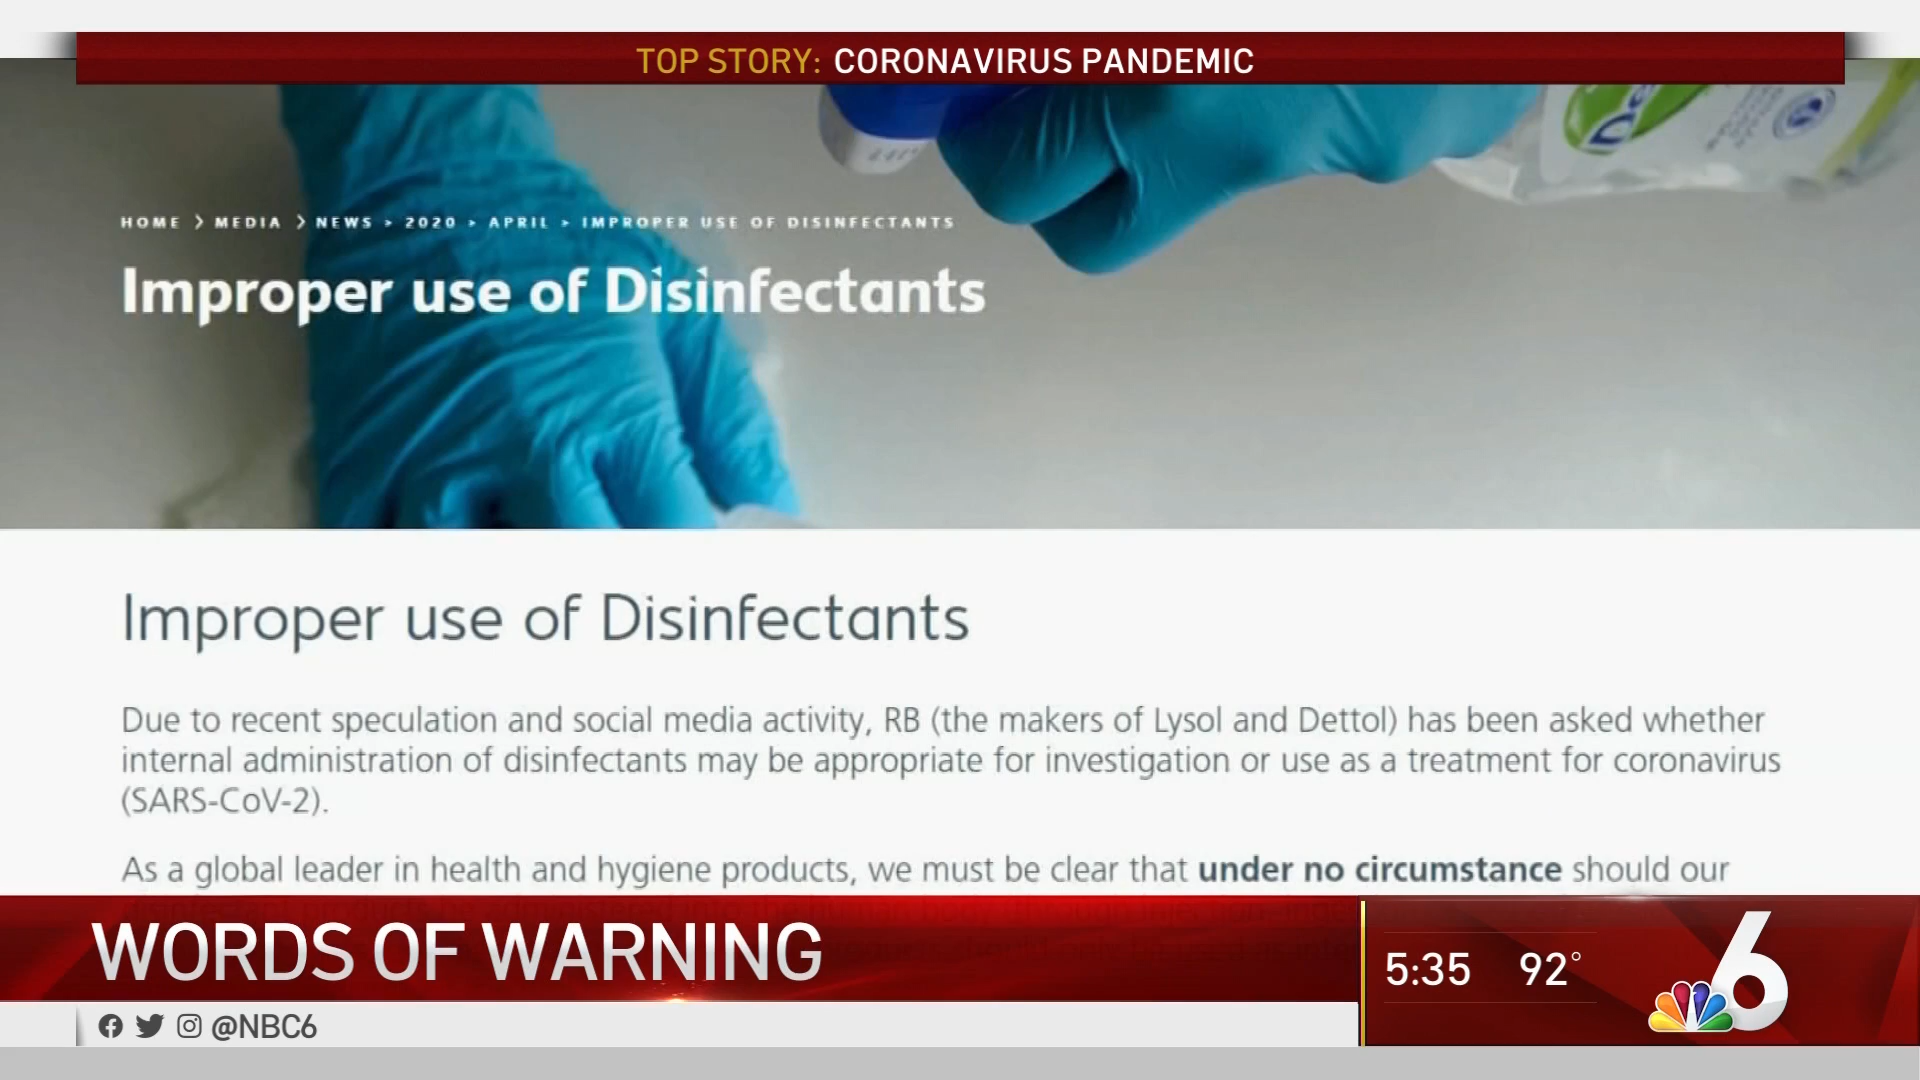 TOP STORY: CORONAVIRUS PANDEMIC
De
HOME > MEDIA > NEWS > 2020 > APRIL > IMPROPER USE OF DISINFECTANTS
Improper use of Disinfectants
Improper use of Disinfectants
Due to recent speculation and social media activity, RB (the makers of Lysol and Dettol) has been asked whether
internal administration of disinfectants may be appropriate for investigation or use as a treatment for coronavirus
(SARS-CoV-2).
As a global leader in health and hygiene products, we must be clear that under no circumstance should our
WORDS OF WARNING
5:35 92°
6
@NBC6